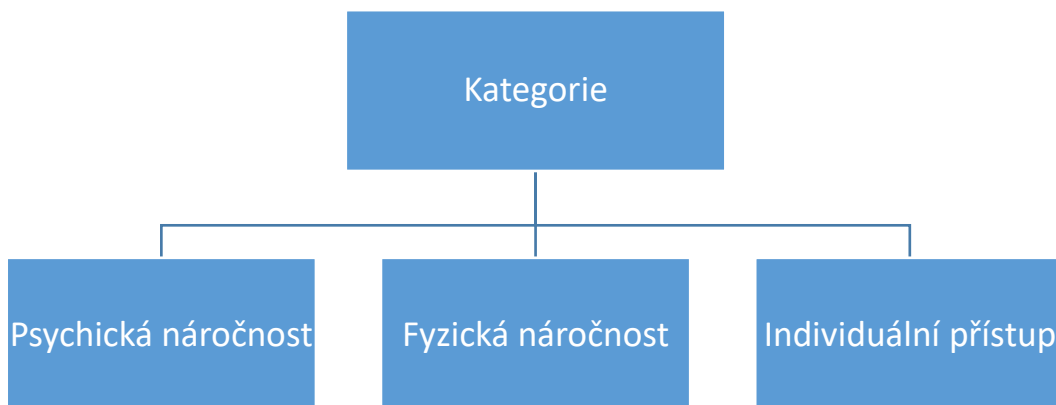 Kategorie
Psychická náročnost
Fyzická náročnost
Individuální přístup